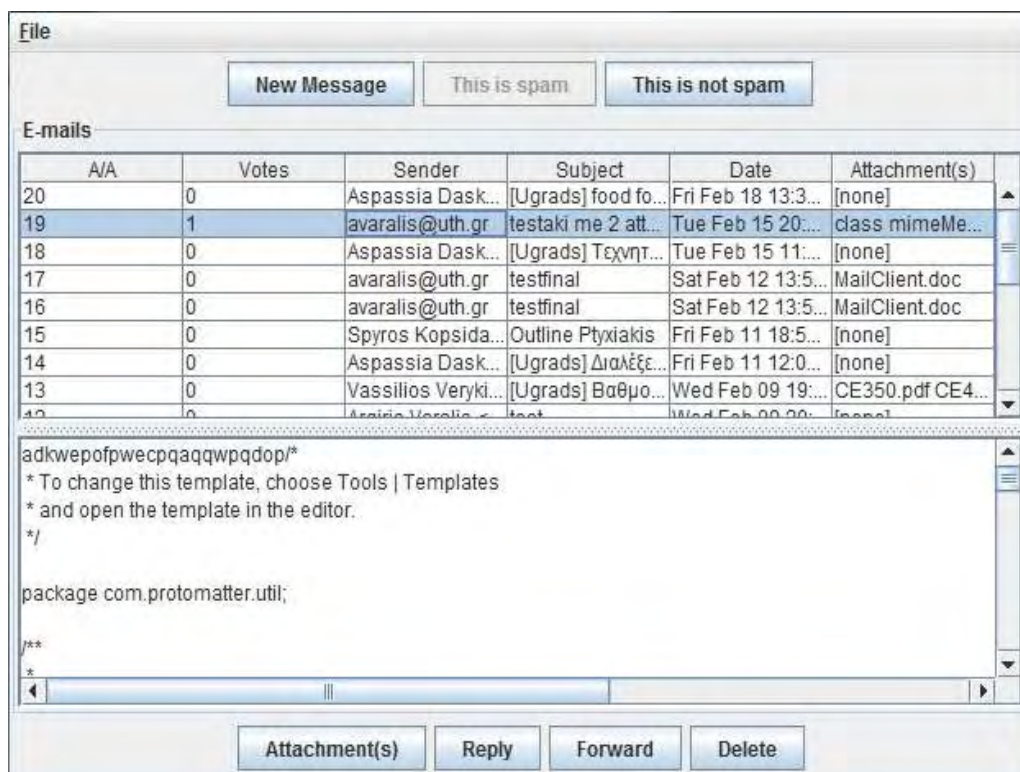 File
New Message This is spam This is not spam
E-mails
A/A Votes Sender Subject Date Attachment(s)
20 0 Aspassia Dask... [Ugrads] food fo... Fri Feb 18 13:3... [none]
19 1 avaralis@uth.gr testaki me 2 att... Tue Feb 15 20:... class mimeMe...
18 0 Aspassia Dask... [Ugrads] Τεχνητ... Tue Feb 15 11:... [none]
17 0 avaralis@uth.gr testfinal Sat Feb 12 13:5... MailClient.doc
16 0 avaralis@uth.gr testfinal Sat Feb 12 13:5... MailClient.doc
15 0 Spyros Kopsida... Outline Ptyxiakis Fri Feb 11 18:5... [none]
14 0 Aspassia Dask... [Ugrads] Διαλέξε... Fri Feb 11 12:0... [none]
13 0 Vassilios Veryki... [Ugrads] Βαθμο... Wed Feb 09 19:... CE350.pdf CE4...
adkwepofpwecpqaqqwpqdop/*
* To change this template, choose Tools | Templates
* and open the template in the editor.
*/
package com.protomatter.util;
/**
*
Attachment(s) Reply Forward Delete